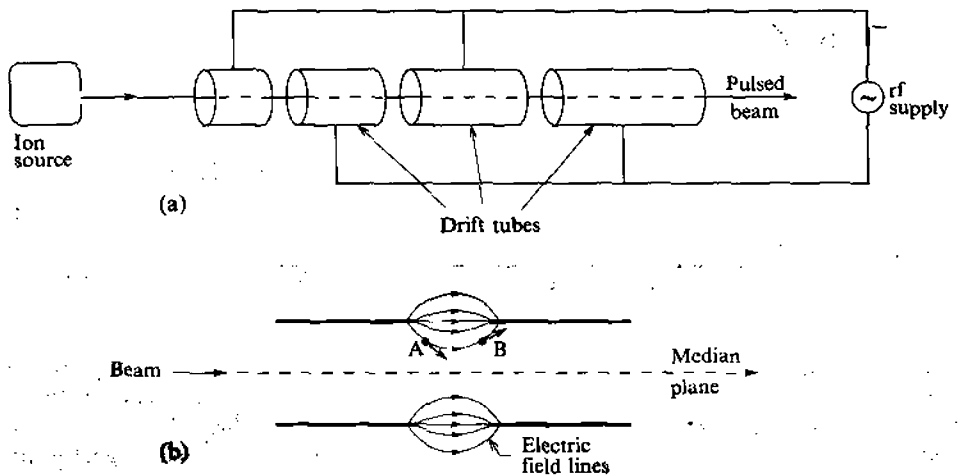 Ion
source
Pulsed
beam
~
rf
supply
(a)
Drift tubes
A
B
Beam
Median
plane
(b)
Electric
field lines